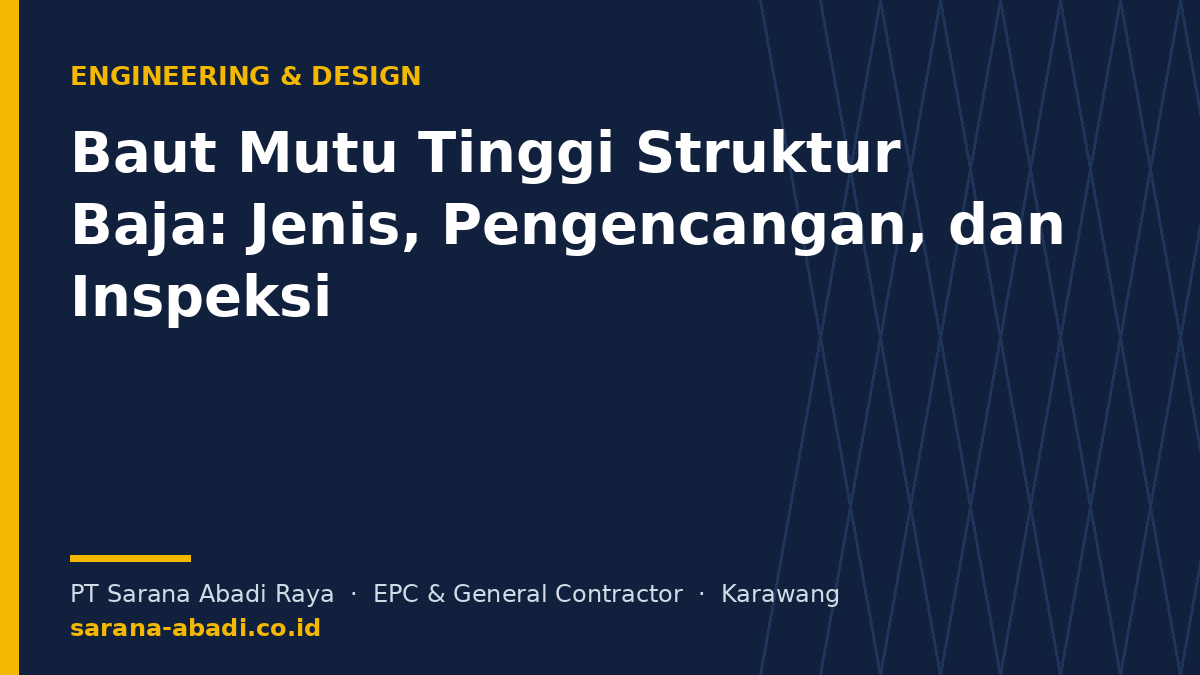 ENGINEERING & DESIGN
Baut Mutu Tinggi Struktur
Baja: Jenis, Pengencangan, dan
Inspeksi
PT Sarana Abadi Raya · EPC & General Contractor · Karawang
sarana-abadi.co.id